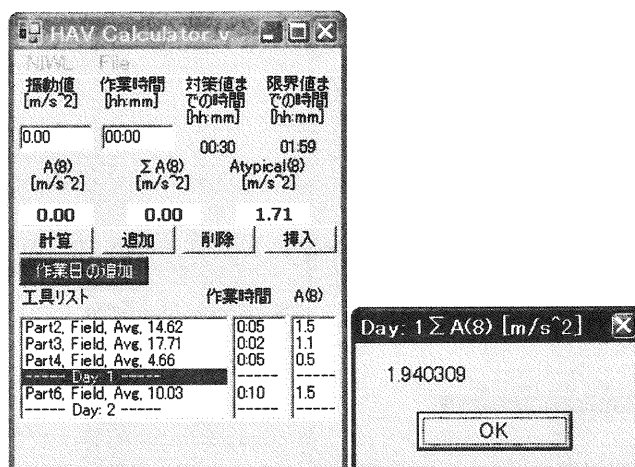 HAV Calculator v
NIWL File
振動値 作業時間 対策値ま 限界値ま
[m/s^2] [hh:mm] での時間 での時間
[hh:mm] [hh:mm]
0.00 00:00 00:30 01:59
A(8) Σ A(8) Atypical(8)
[m/s^2] [m/s^2] [m/s^2]
0.00 0.00 1.71
計算 追加 削除 挿入
作業日の追加
工具リスト 作業時間 A(8)
Part2, Field, Avg, 14.62 0:05 1.5
Part3, Field, Avg, 17.71 0:02 1.1
Part4, Field, Avg, 4.66 0:05 0.5
----- Day: 1 ----- ----- -----
Part6, Field, Avg, 10.03 0:10 1.5
----- Day: 2 ----- ----- -----
Day: 1 Σ A(8) [m/s^2]
1.940309
OK